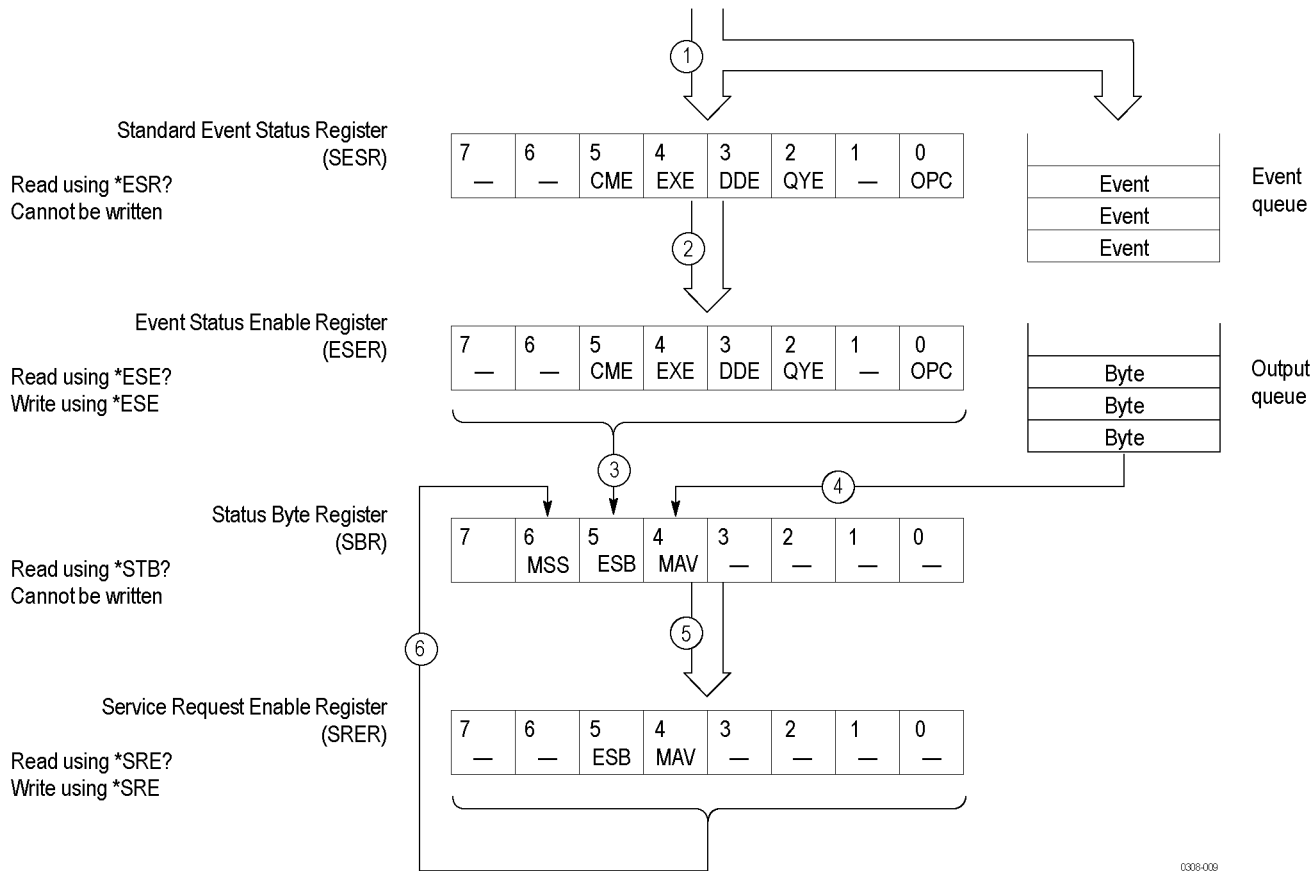 1
Standard Event Status Register
(SESR)
Read using *ESR?
Cannot be written
7 6 5 4 3 2 1 0
— — CME EXE DDE QYE — OPC
Event
Event
Event
Event
queue
2
Event Status Enable Register
(ESER)
Read using *ESE?
Write using *ESE
7 6 5 4 3 2 1 0
— — CME EXE DDE QYE — OPC
Byte
Byte
Byte
Output
queue
3
4
Status Byte Register
(SBR)
Read using *STB?
Cannot be written
7 6 5 4 3 2 1 0
MSS ESB MAV — — — —
5
6
Service Request Enable Register
(SRER)
Read using *SRE?
Write using *SRE
7 6 5 4 3 2 1 0
— — ESB MAV — — — —
0308-009